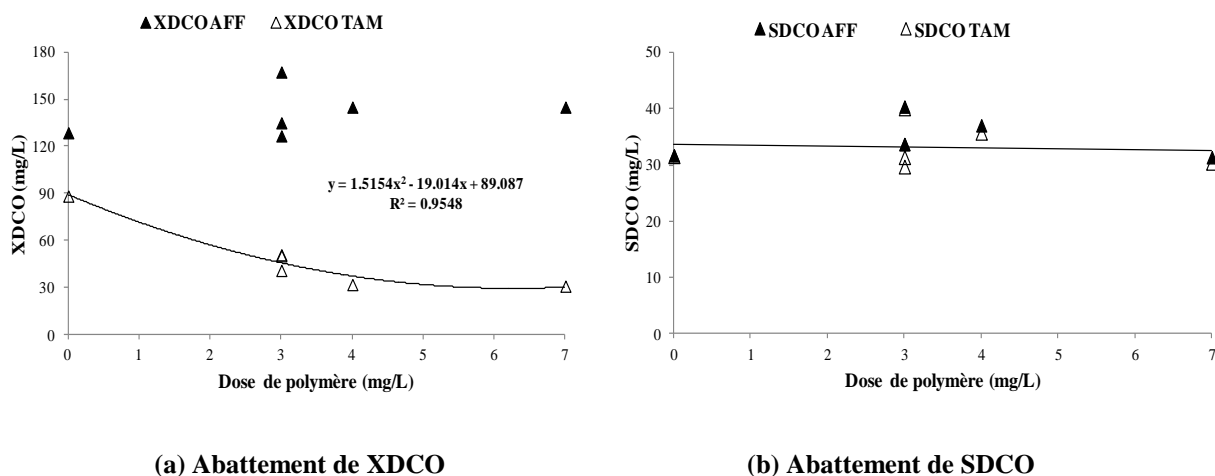 ▲XDCO AFF △XDCO TAM
180
150
120
90
60
30
0
XDCO (mg/L)
y = 1.5154x² - 19.014x + 89.087
R² = 0.9548
0 1 2 3 4 5 6 7
Dose de polymère (mg/L)
(a) Abattement de XDCO
▲SDCO AFF △SDCO TAM
50
40
30
20
10
0
SDCO (mg/L)
0 1 2 3 4 5 6 7
Dose de polymère (mg/L)
(b) Abattement de SDCO